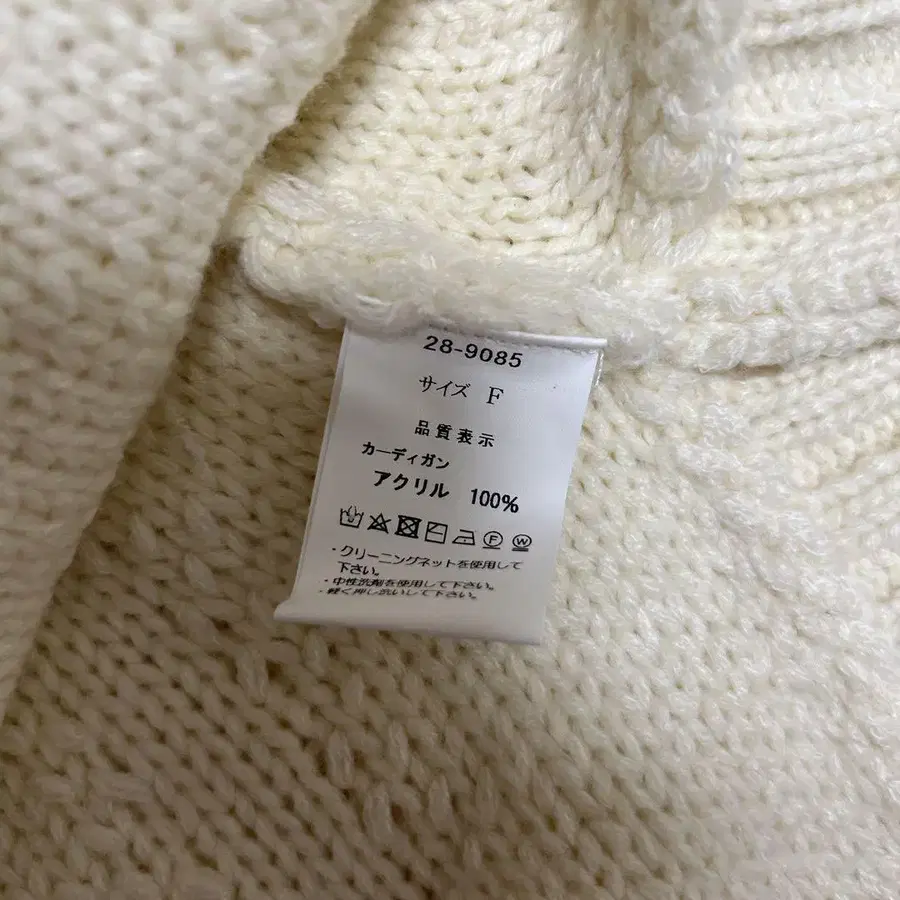 28-9085
サイズ F
品質表示
カーディガン
アクリル 100%
F W
・クリーニングネットを使用して
下さい。
・中性洗剤を使用して下さい。
・軽く押し洗いして下さい。